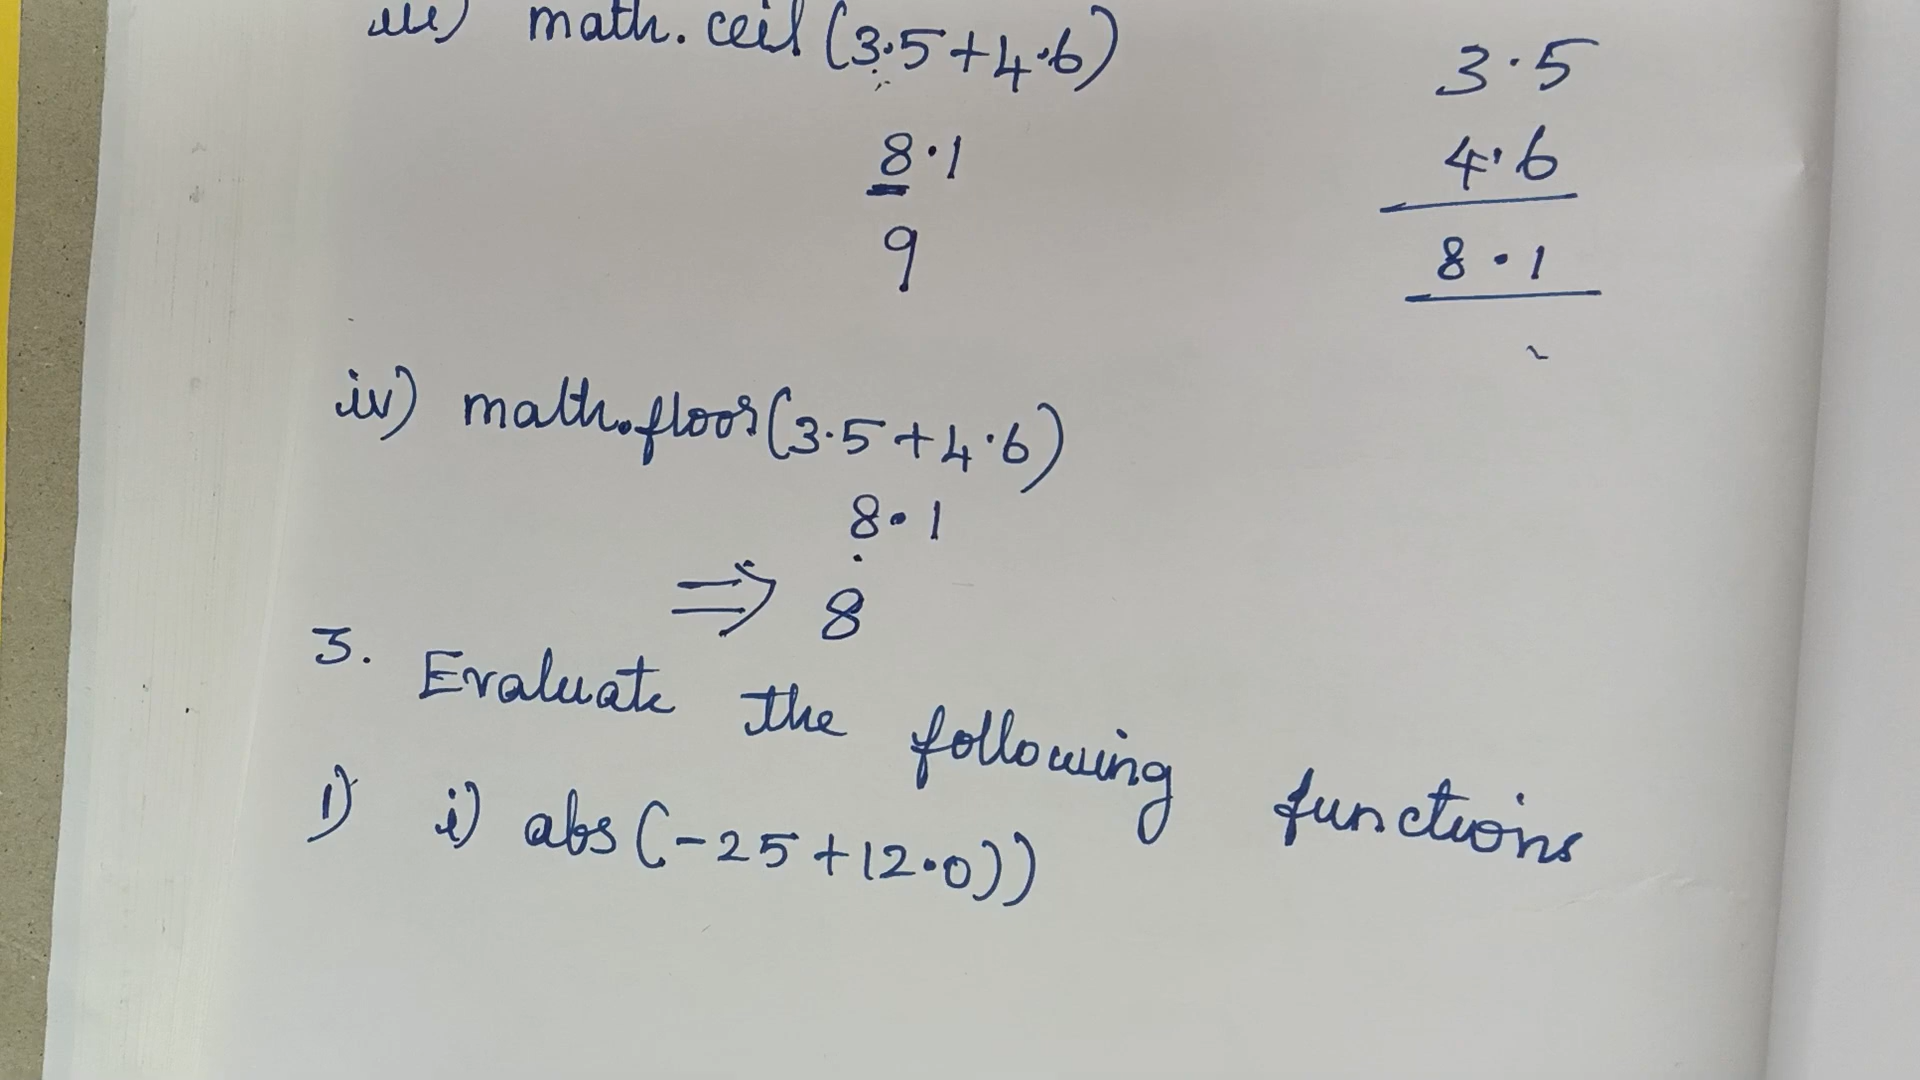 iii) math.ceil(3.5+4.6)
3.5
4.6
8.1
8.1
9
iv) math.floor(3.5+4.6)
8.1
⇒ 8
3. Evaluate the following functions
1) i) abs(-25+12.0))